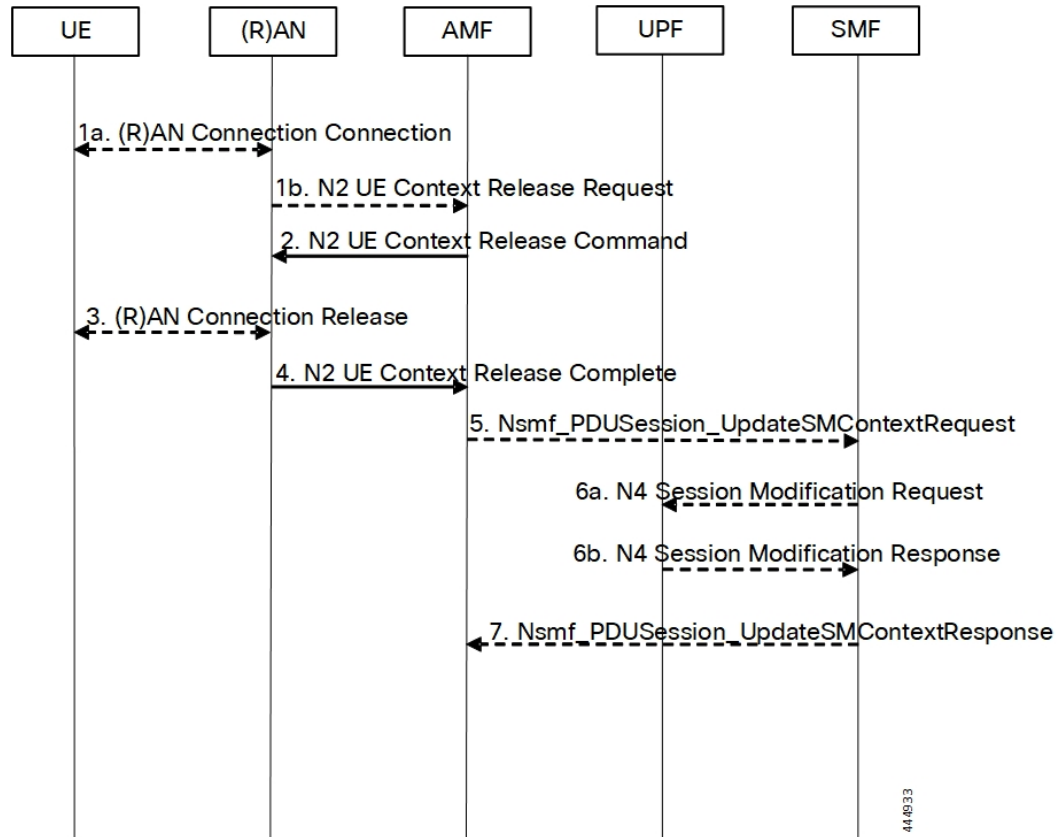 UE
(R)AN
AMF
UPF
SMF
1a. (R)AN Connection Connection
1b. N2 UE Context Release Request
2. N2 UE Context Release Command
3. (R)AN Connection Release
4. N2 UE Context Release Complete
5. Nsmf_PDUSession_UpdateSMContextRequest
6a. N4 Session Modification Request
6b. N4 Session Modification Response
7. Nsmf_PDUSession_UpdateSMContextResponse
444933